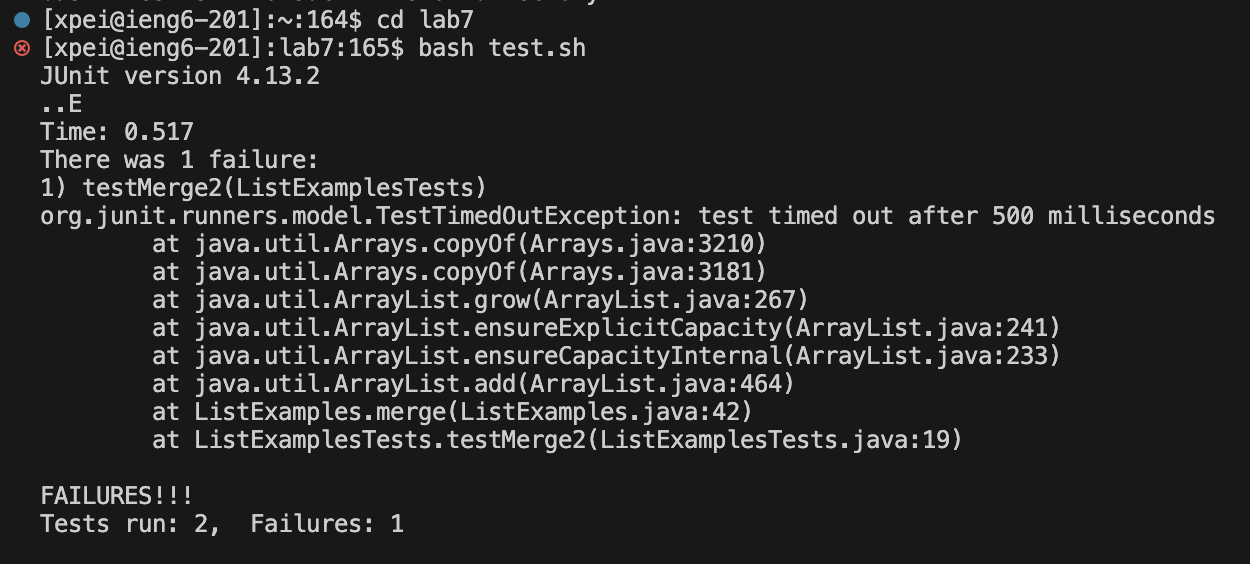 [xpei@ieng6-201]:~:164$ cd lab7
[xpei@ieng6-201]:lab7:165$ bash test.sh
JUnit version 4.13.2
..E
Time: 0.517
There was 1 failure:
1) testMerge2(ListExamplesTests)
org.junit.runners.model.TestTimedOutException: test timed out after 500 milliseconds
        at java.util.Arrays.copyOf(Arrays.java:3210)
        at java.util.Arrays.copyOf(Arrays.java:3181)
        at java.util.ArrayList.grow(ArrayList.java:267)
        at java.util.ArrayList.ensureExplicitCapacity(ArrayList.java:241)
        at java.util.ArrayList.ensureCapacityInternal(ArrayList.java:233)
        at java.util.ArrayList.add(ArrayList.java:464)
        at ListExamples.merge(ListExamples.java:42)
        at ListExamplesTests.testMerge2(ListExamplesTests.java:19)

FAILURES!!!
Tests run: 2,  Failures: 1